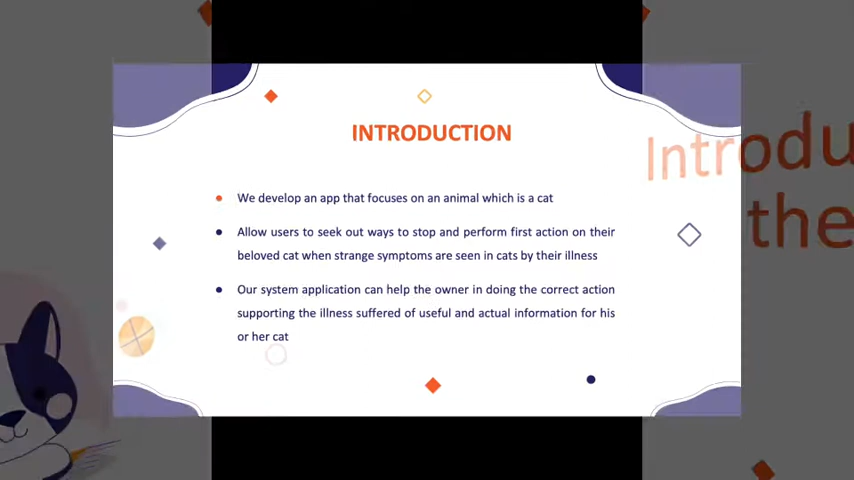 INTRODUCTION
We develop an app that focuses on an animal which is a cat
Allow users to seek out ways to stop and perform first action on their
beloved cat when strange symptoms are seen in cats by their illness
Our system application can help the owner in doing the correct action
supporting the illness suffered of useful and actual information for his
or her cat
Introdu
the